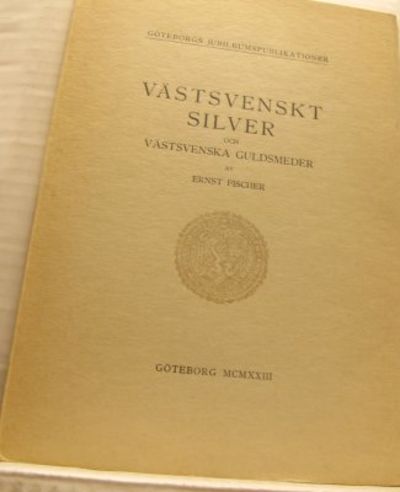 GÖTEBORGS JUBILEUMSPUBLIKATIONER
VÄSTSVENSKT
SILVER
OCH
VÄSTSVENSKA GULDSMEDER
AV
ERNST FISCHER
GÖTEBORG MCMXXIII